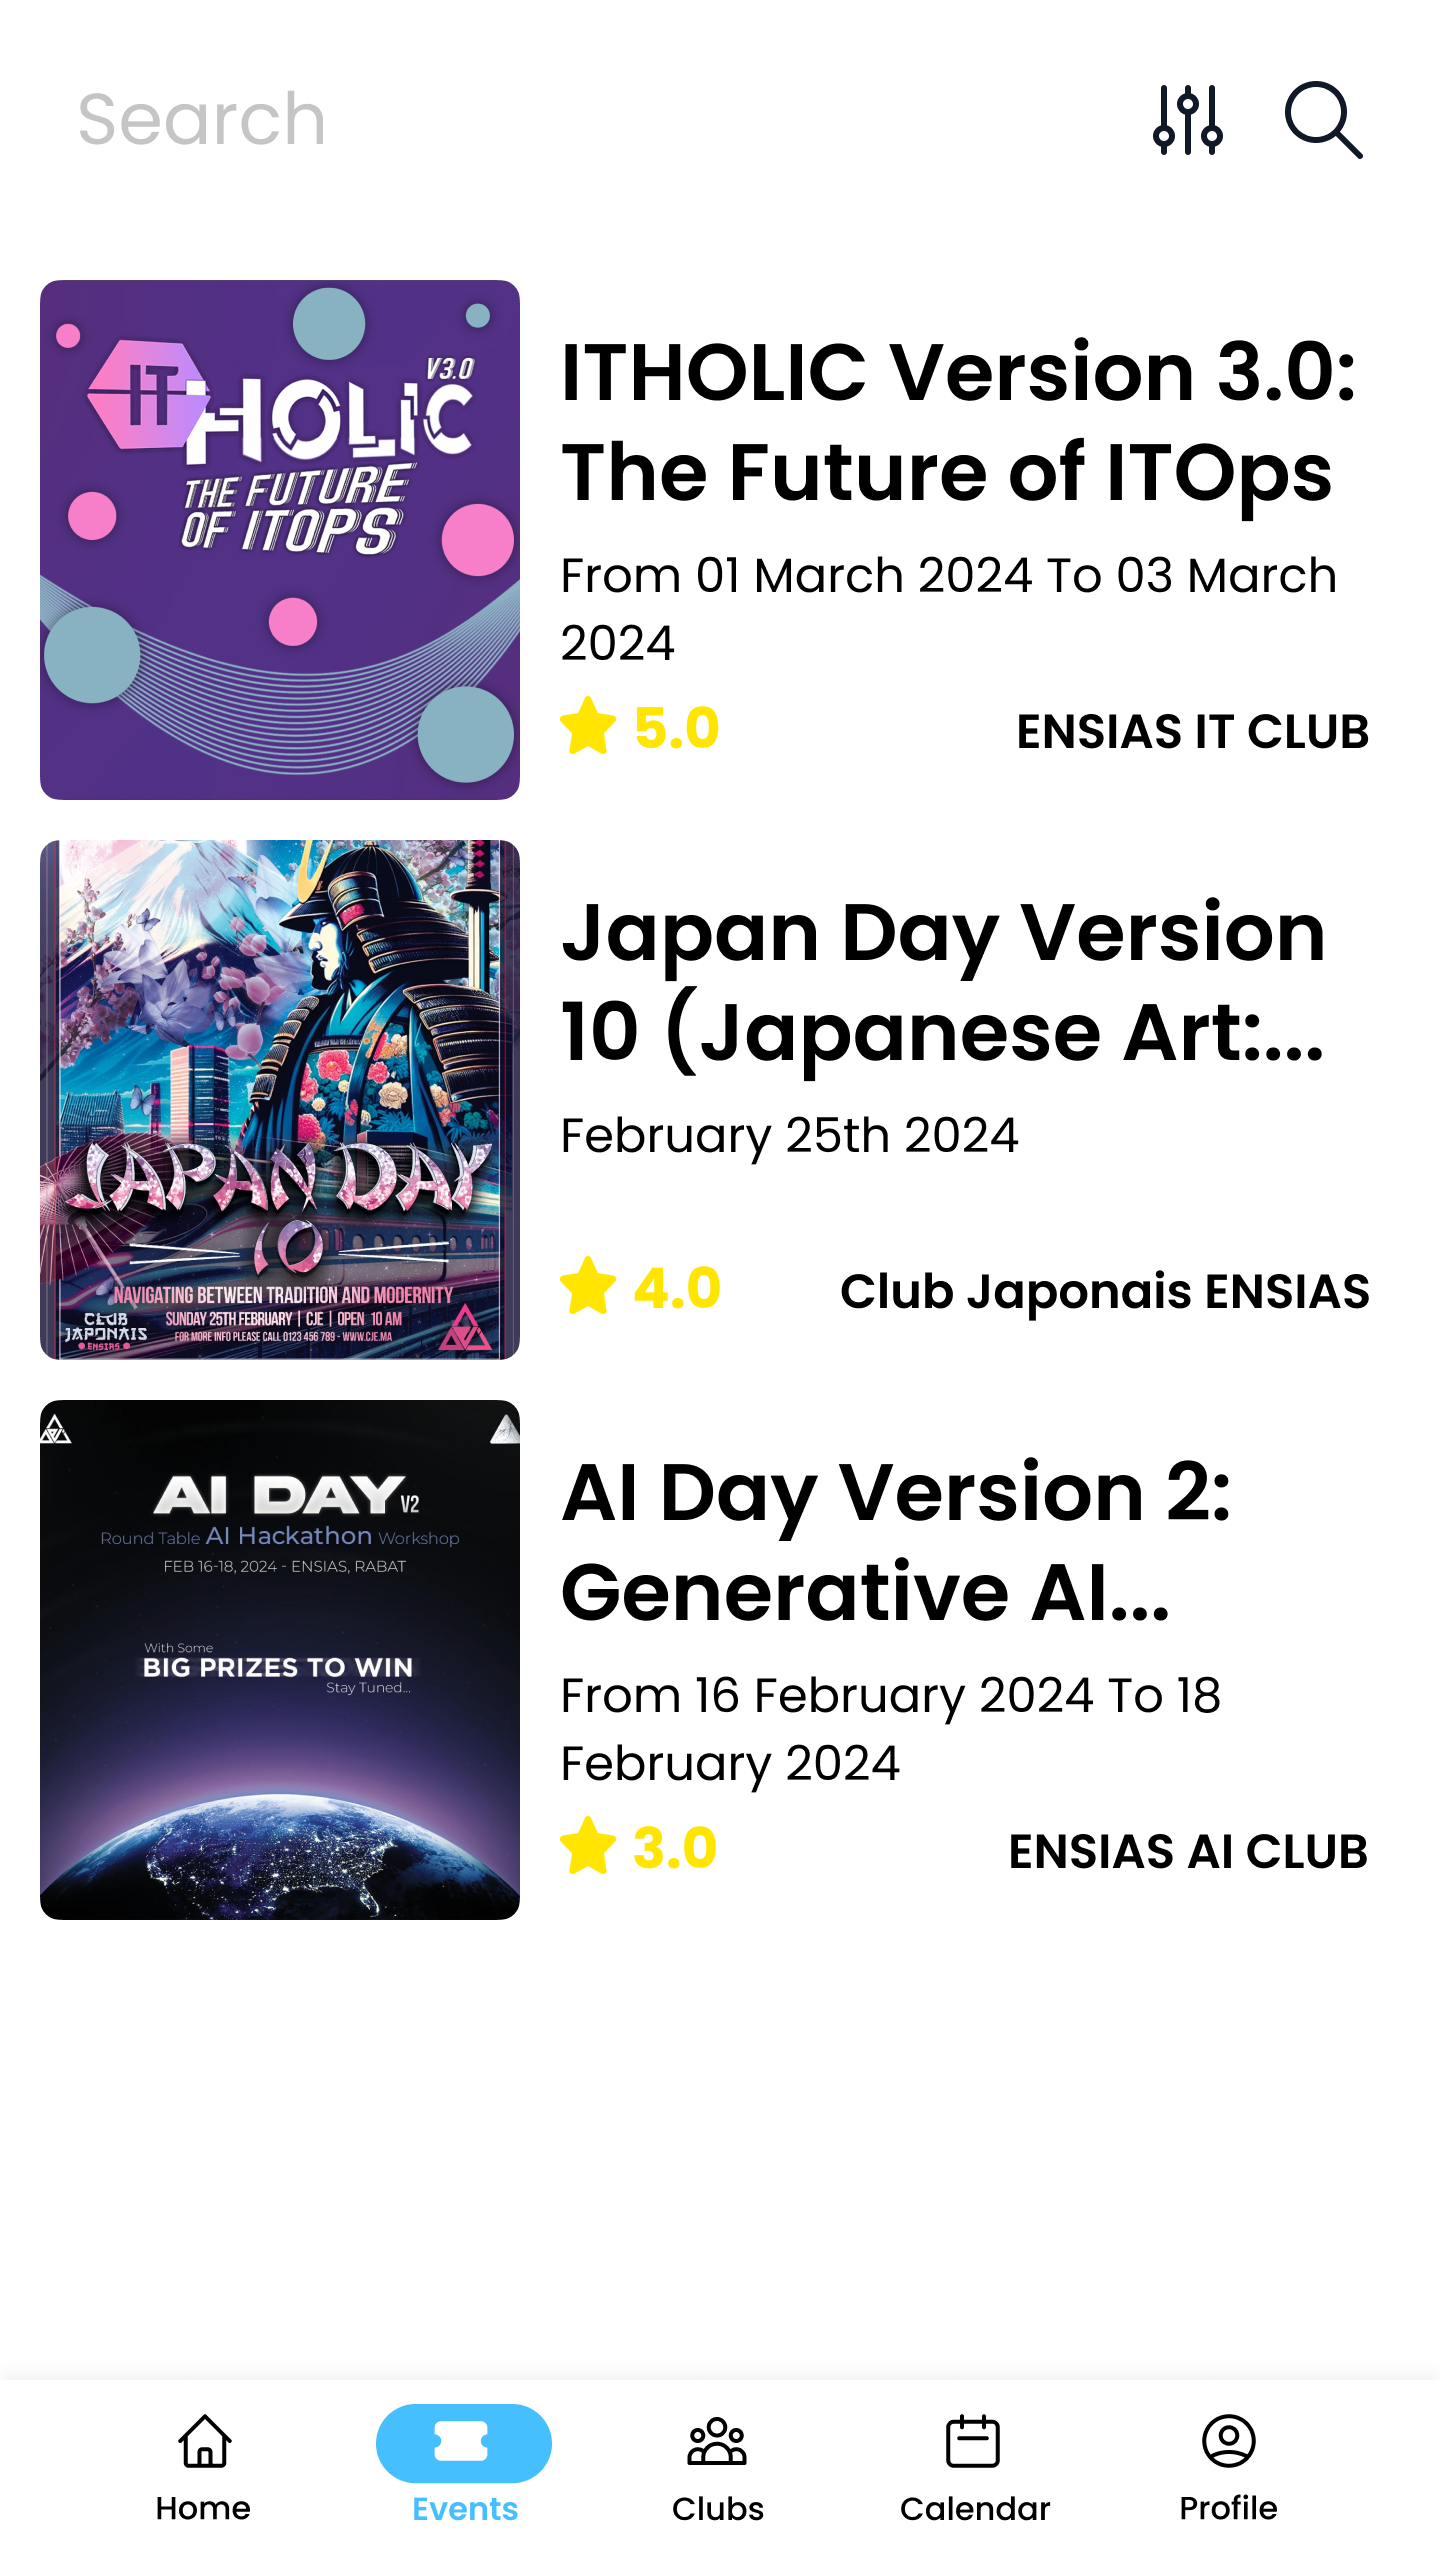 Search
V3.0
IT HOLiC
THE FUTURE
OF ITOPS
ITHOLIC Version 3.0:
The Future of ITOps
From 01 March 2024 To 03 March
2024
5.0
ENSIAS IT CLUB
JAPAN DAY
10
NAVIGATING BETWEEN TRADITION AND MODERNITY
SUNDAY 25TH FEBRUARY | CJE | OPEN 10 AM
FOR MORE INFO PLEASE CALL 0123 456 789 - WWW.CJE.MA
CLUB
JAPONAIS
ENSIAS
Japan Day Version
10 (Japanese Art:...
February 25th 2024
4.0
Club Japonais ENSIAS
AI DAY V2
Round Table AI Hackathon Workshop
FEB 16-18, 2024 - ENSIAS, RABAT
With Some
BIG PRIZES TO WIN
Stay Tuned...
AI Day Version 2:
Generative AI...
From 16 February 2024 To 18
February 2024
3.0
ENSIAS AI CLUB
Home
Events
Clubs
Calendar
Profile